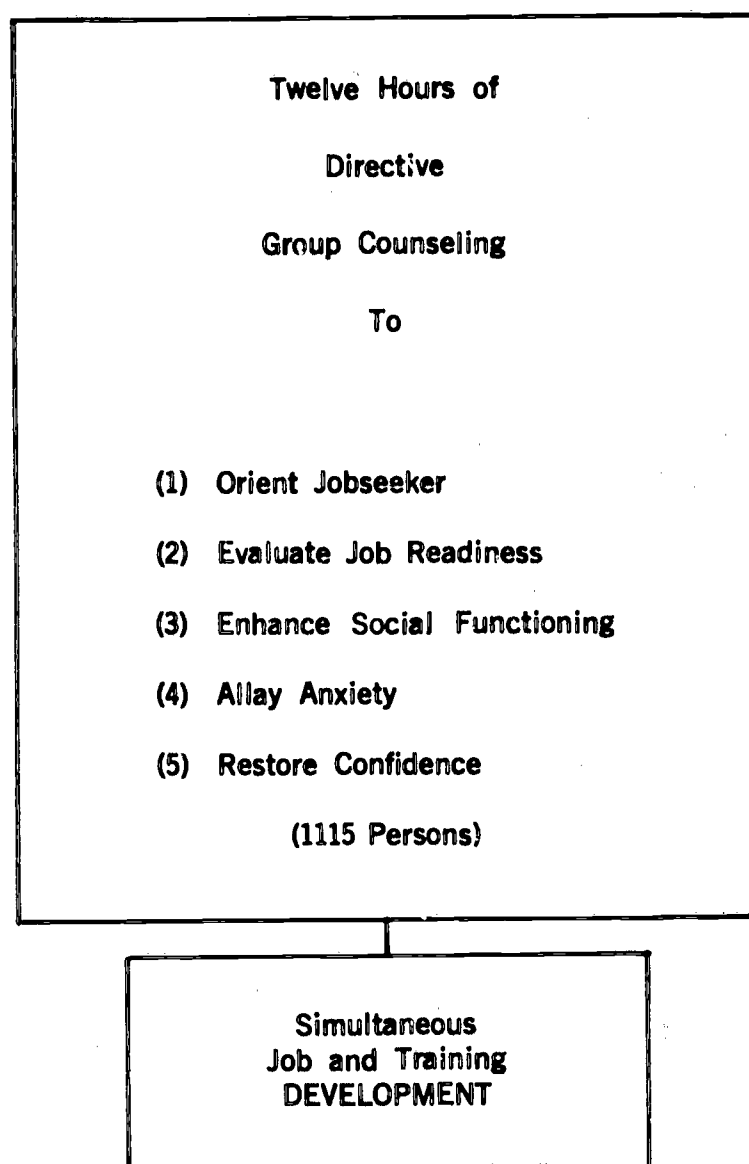 Twelve Hours of
Directive
Group Counseling
To
(1) Orient Jobseeker
(2) Evaluate Job Readiness
(3) Enhance Social Functioning
(4) Allay Anxiety
(5) Restore Confidence
(1115 Persons)
Simultaneous
Job and Training
DEVELOPMENT